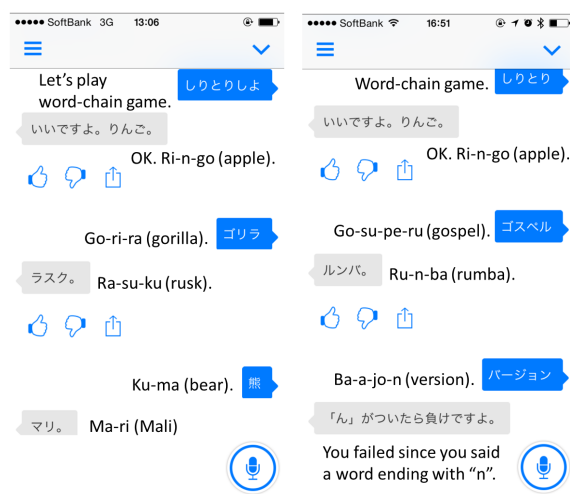 SoftBank 3G 13:06
Let's play
word-chain game.
しりとりしよ
いいですよ。りんご。
OK. Ri-n-go (apple).
Go-ri-ra (gorilla).
ゴリラ
ラスク。
Ra-su-ku (rusk).
Ku-ma (bear).
熊
マリ。
Ma-ri (Mali)
SoftBank 16:51
Word-chain game.
しりとり
いいですよ。りんご。
OK. Ri-n-go (apple).
Go-su-pe-ru (gospel).
ゴスペル
ルンバ。
Ru-n-ba (rumba).
Ba-a-jo-n (version).
バージョン
「ん」がついたら負けですよ。
You failed since you said
a word ending with “n”.